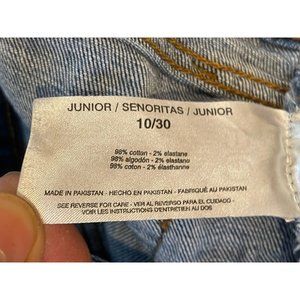 JUNIOR / SENORITAS / JUNIOR
10/30
98% cotton - 2% elastane
98% algodón - 2% elastano
98% coton - 2% élasthanne
MADE IN PAKISTAN - HECHO EN PAKISTAN - FABRIQUÉ AU PAKISTAN
SEE REVERSE FOR CARE - VER AL REVERSO PARA EL CUIDADO -
VOIR LES INSTRUCTIONS D'ENTRETIEN AU DOS